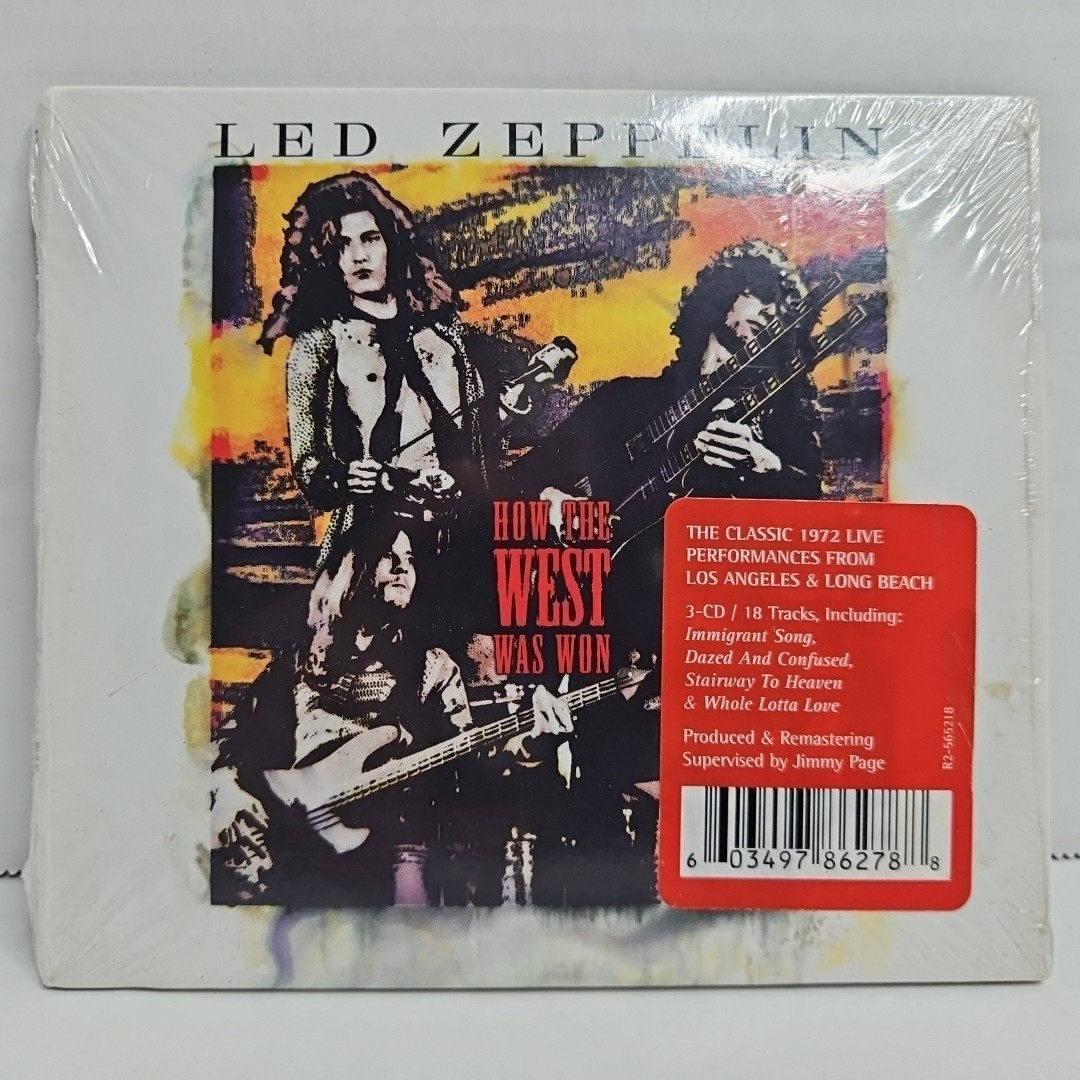 LED ZEPPELIN
HOW THE
WEST
WAS WON
THE CLASSIC 1972 LIVE
PERFORMANCES FROM
LOS ANGELES & LONG BEACH
3-CD / 18 Tracks, Including:
Immigrant Song,
Dazed And Confused,
Stairway To Heaven
& Whole Lotta Love
Produced & Remastering
Supervised by Jimmy Page
R2-565218
6 03497 86278 8